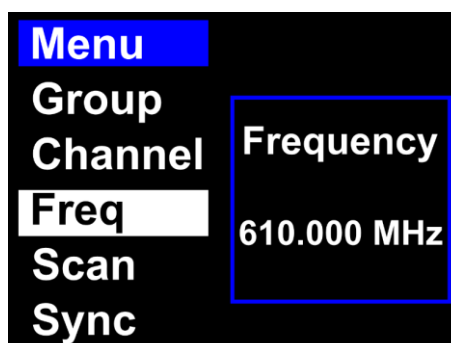 Menu
Group
Channel
Freq
Scan
Sync
Frequency
610.000 MHz